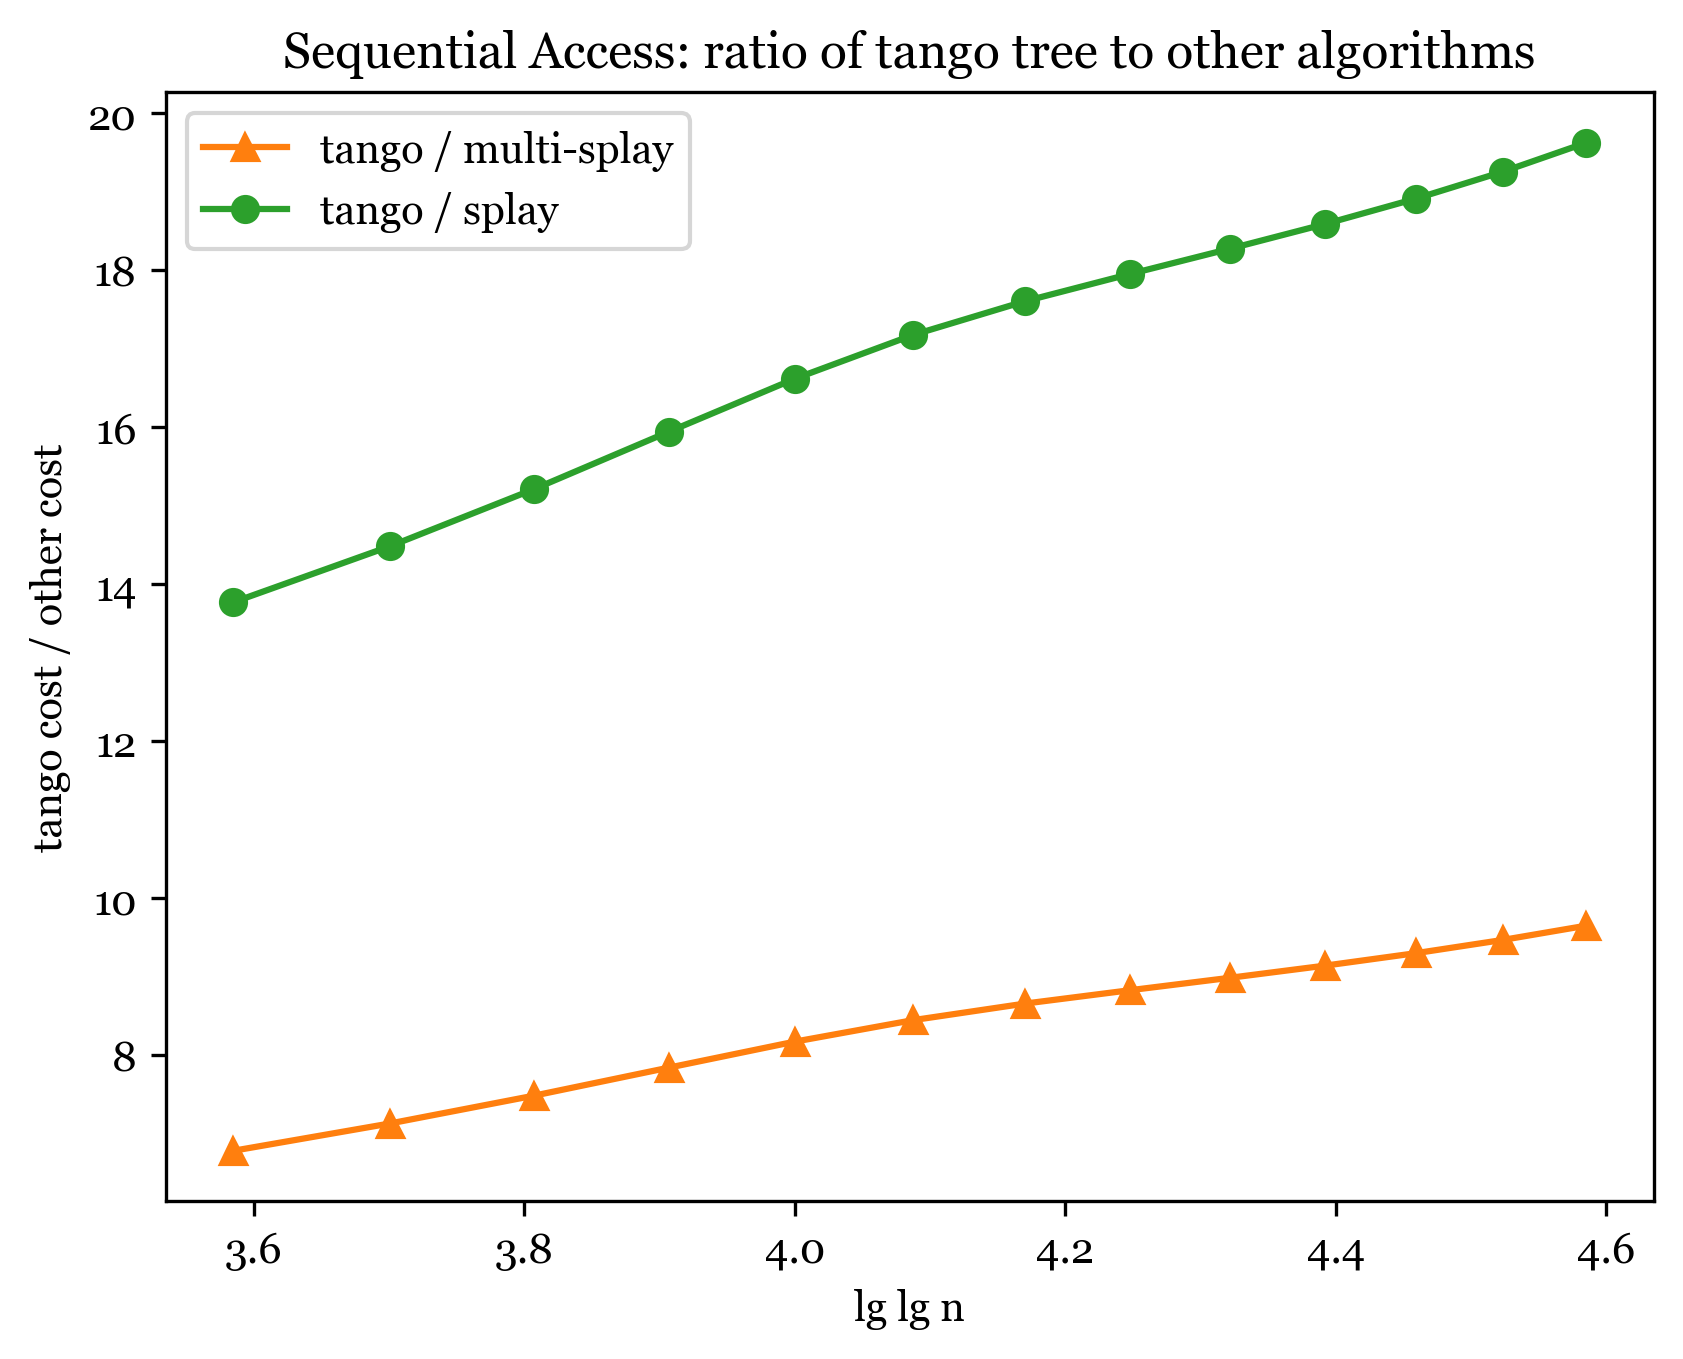 Sequential Access: ratio of tango tree to other algorithms
tango / multi-splay
tango / splay
tango cost / other cost
20
18
16
14
12
10
8
3.6 3.8 4.0 4.2 4.4 4.6
lg lg n